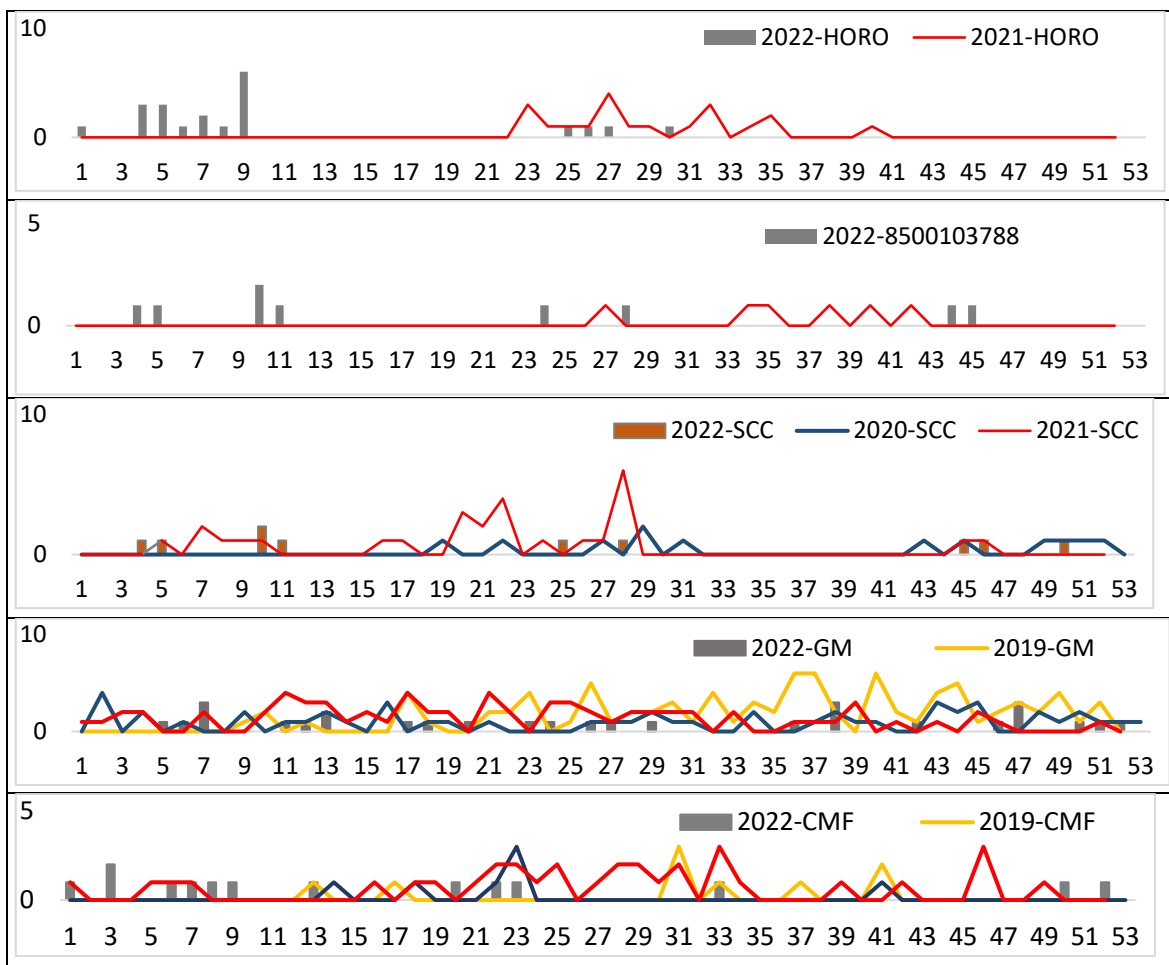 10
2022-HORO 2021-HORO
0
1 3 5 7 9 11 13 15 17 19 21 23 25 27 29 31 33 35 37 39 41 43 45 47 49 51 53
5
2022-8500103788
0
1 3 5 7 9 11 13 15 17 19 21 23 25 27 29 31 33 35 37 39 41 43 45 47 49 51 53
10
2022-SCC 2020-SCC 2021-SCC
0
1 3 5 7 9 11 13 15 17 19 21 23 25 27 29 31 33 35 37 39 41 43 45 47 49 51 53
10
2022-GM 2019-GM
0
1 3 5 7 9 11 13 15 17 19 21 23 25 27 29 31 33 35 37 39 41 43 45 47 49 51 53
5
2022-CMF 2019-CMF
0
1 3 5 7 9 11 13 15 17 19 21 23 25 27 29 31 33 35 37 39 41 43 45 47 49 51 53